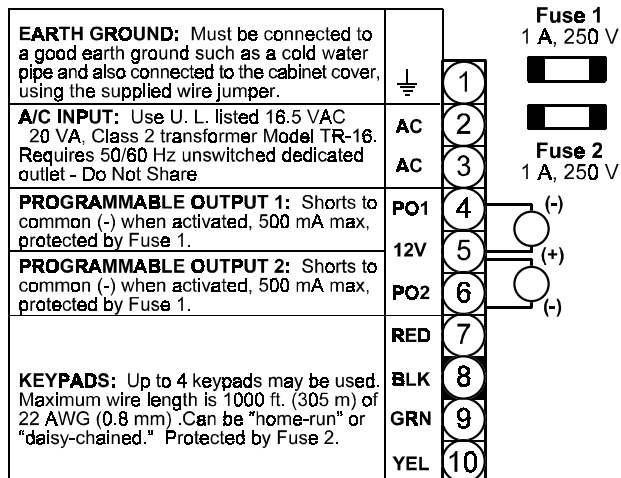 EARTH GROUND: Must be connected to
a good earth ground such as a cold water
pipe and also connected to the cabinet cover,
using the supplied wire jumper.
1
Fuse 1
1 A, 250 V
A/C INPUT: Use U. L. listed 16.5 VAC
20 VA, Class 2 transformer Model TR-16.
Requires 50/60 Hz unswitched dedicated
outlet - Do Not Share
AC 2
AC 3
Fuse 2
1 A, 250 V
PROGRAMMABLE OUTPUT 1: Shorts to
common (-) when activated, 500 mA max,
protected by Fuse 1.
PO1 4 (-)
12V 5 (+)
PROGRAMMABLE OUTPUT 2: Shorts to
common (-) when activated, 500 mA max,
protected by Fuse 1.
PO2 6 (-)
RED 7
KEYPADS: Up to 4 keypads may be used.
Maximum wire length is 1000 ft. (305 m) of
22 AWG (0.8 mm) .Can be "home-run" or
"daisy-chained." Protected by Fuse 2.
BLK 8
GRN 9
YEL 10